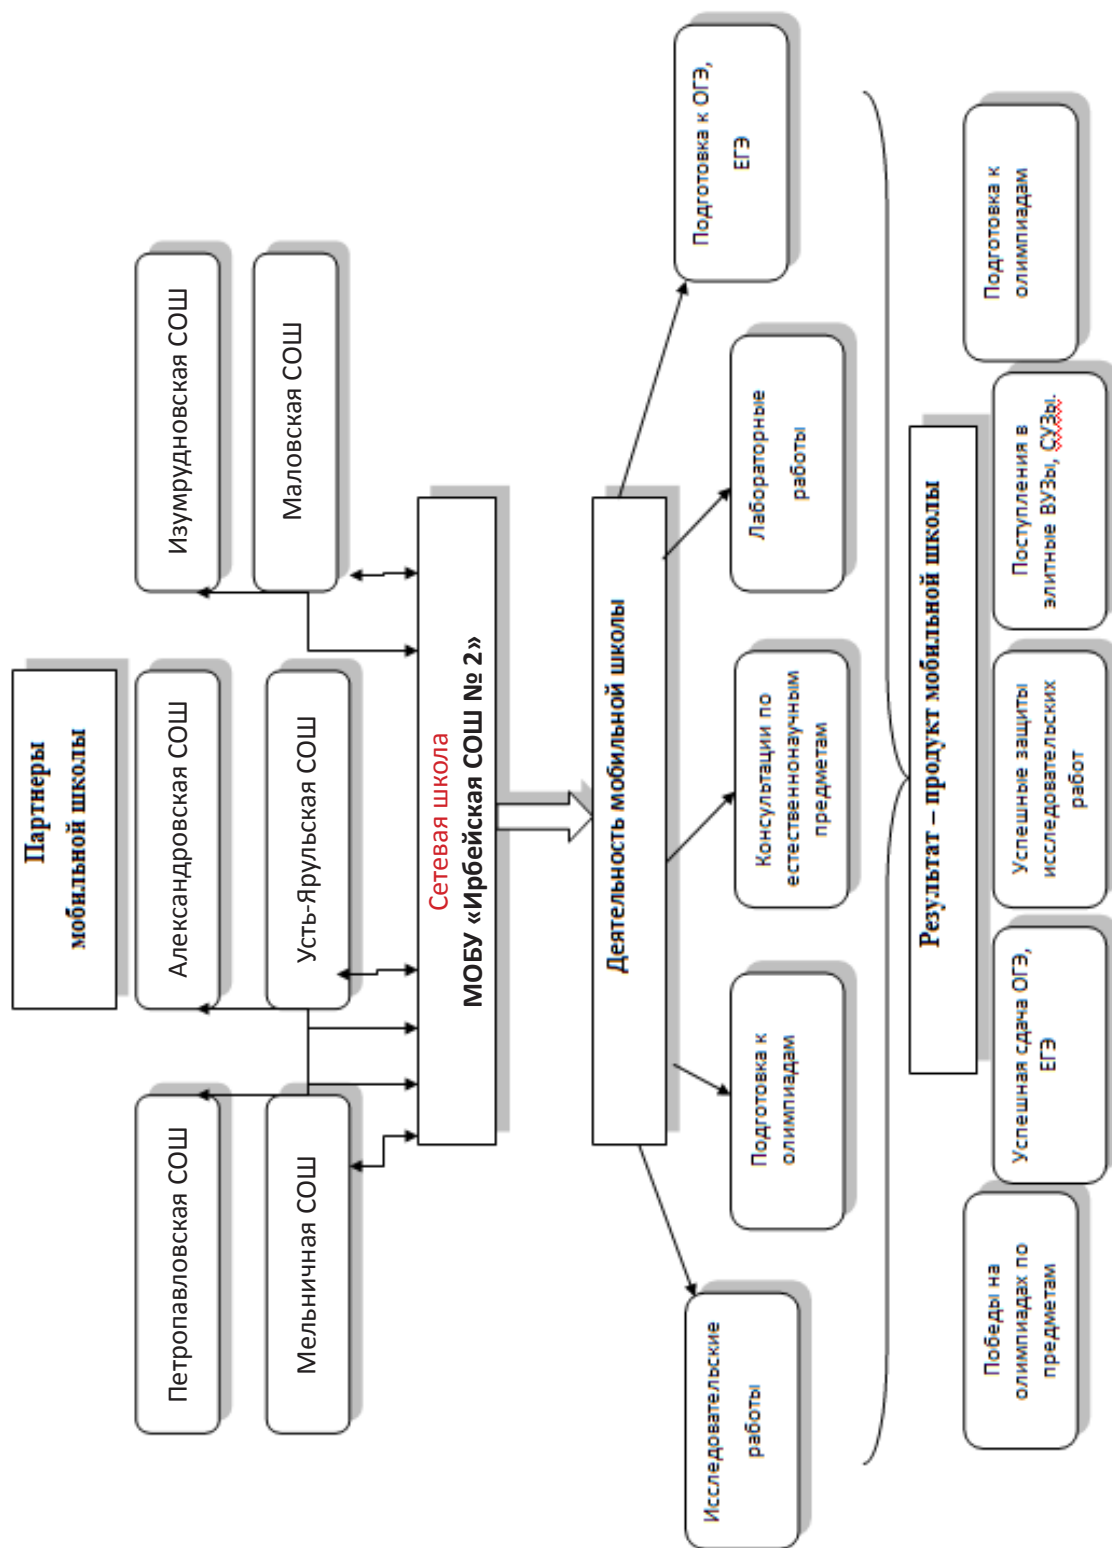 Партнеры
мобильной школы
Петропавловская СОШ
Александровская СОШ
Изумрудновская СОШ
Мельничная СОШ
Усть-Ярульская СОШ
Маловская СОШ
Сетевая школа
МОБУ «Ирбейская СОШ № 2»
Деятельность мобильной школы
Исследовательские
работы
Подготовка к
олимпиадам
Консультации по
естественнонаучным
предметам
Лабораторные
работы
Подготовка к ОГЭ,
ЕГЭ
Результат – продукт мобильной школы
Победы на
олимпиадах по
предметам
Успешная сдача ОГЭ,
ЕГЭ
Успешные защиты
исследовательских
работ
Поступления в
элитные ВУЗы, СУЗы.
Подготовка к
олимпиадам